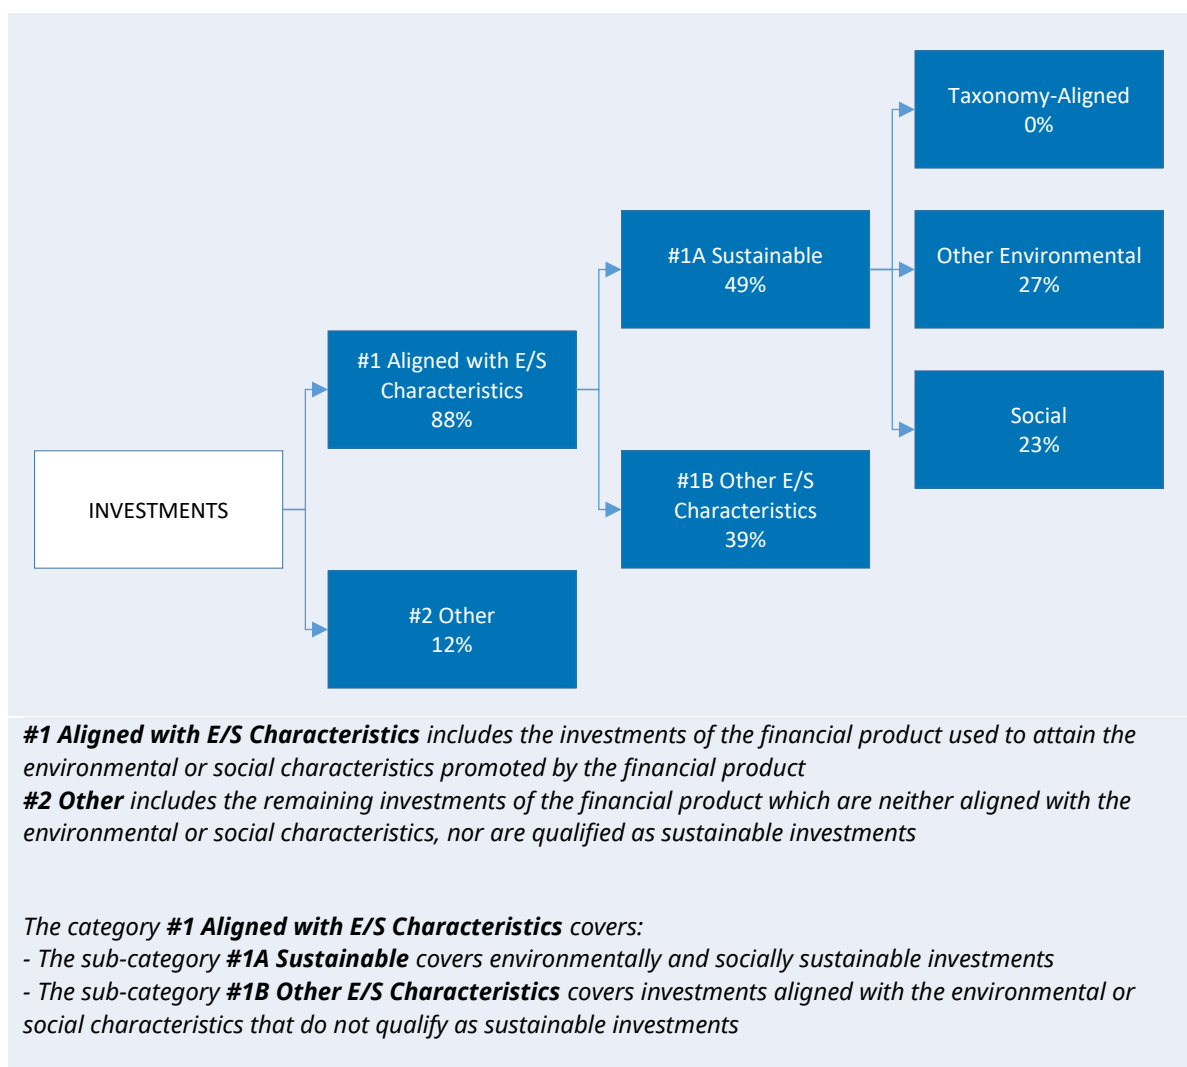 Taxonomy-Aligned
0%
#1A Sustainable
49%
Other Environmental
27%
#1 Aligned with E/S
Characteristics
88%
Social
23%
INVESTMENTS
#1B Other E/S
Characteristics
39%
#2 Other
12%
#1 Aligned with E/S Characteristics includes the investments of the financial product used to attain the
environmental or social characteristics promoted by the financial product
#2 Other includes the remaining investments of the financial product which are neither aligned with the
environmental or social characteristics, nor are qualified as sustainable investments
The category #1 Aligned with E/S Characteristics covers:
- The sub-category #1A Sustainable covers environmentally and socially sustainable investments
- The sub-category #1B Other E/S Characteristics covers investments aligned with the environmental or
social characteristics that do not qualify as sustainable investments